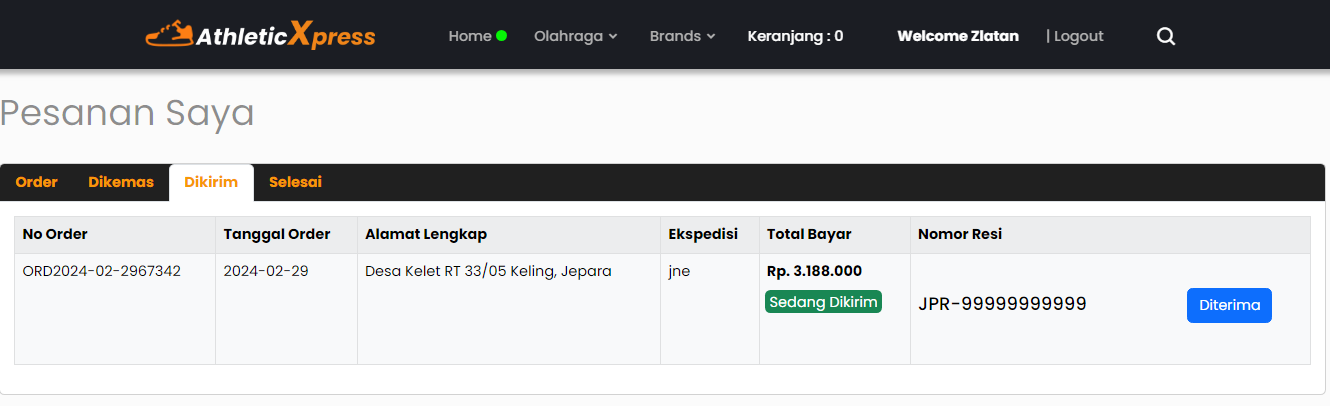 AthleticXpress Home Olahraga Brands Keranjang : 0 Welcome Zlatan | Logout
Pesanan Saya
Order Dikemas Dikirim Selesai
No Order Tanggal Order Alamat Lengkap Ekspedisi Total Bayar Nomor Resi
ORD2024-02-2967342 2024-02-29 Desa Kelet RT 33/05 Keling, Jepara jne Rp. 3.188.000
Sedang Dikirim JPR-99999999999 Diterima